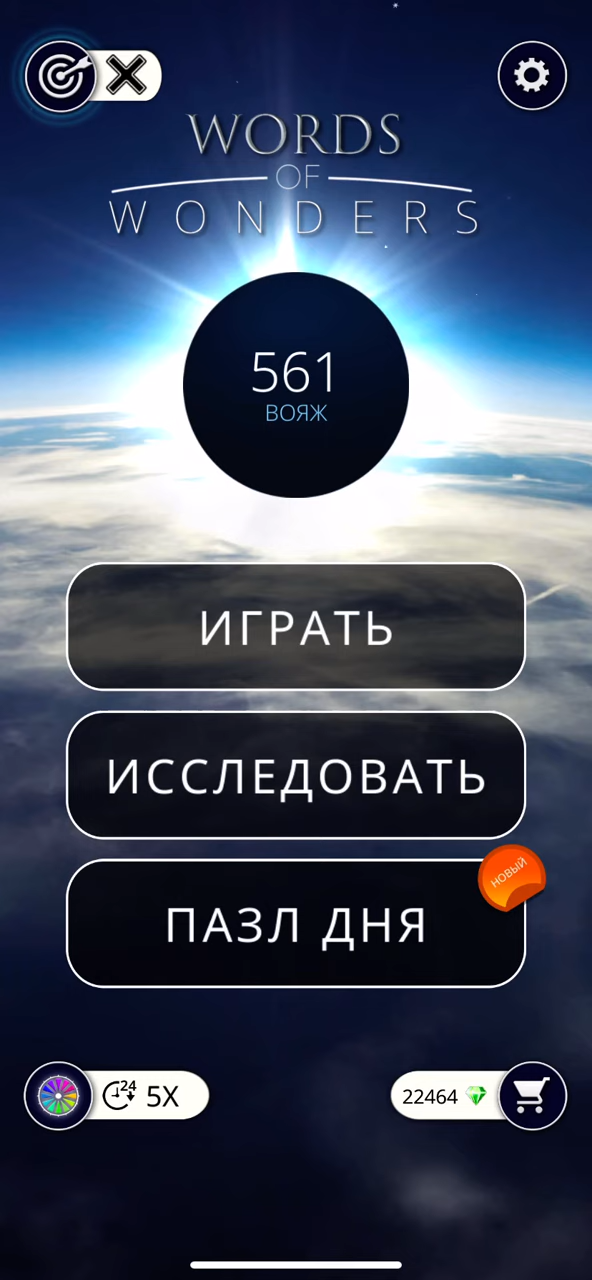 WORDS
OF
WONDERS
561
ВОЯЖ
ИГРАТЬ
ИССЛЕДОВАТЬ
НОВЫЙ
ПАЗЛ ДНЯ
24
5X
22464